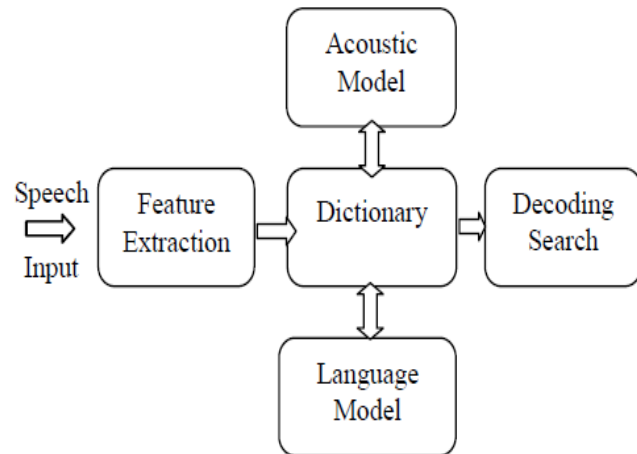 Acoustic
Model
Speech
Input
Feature
Extraction
Dictionary
Decoding
Search
Language
Model